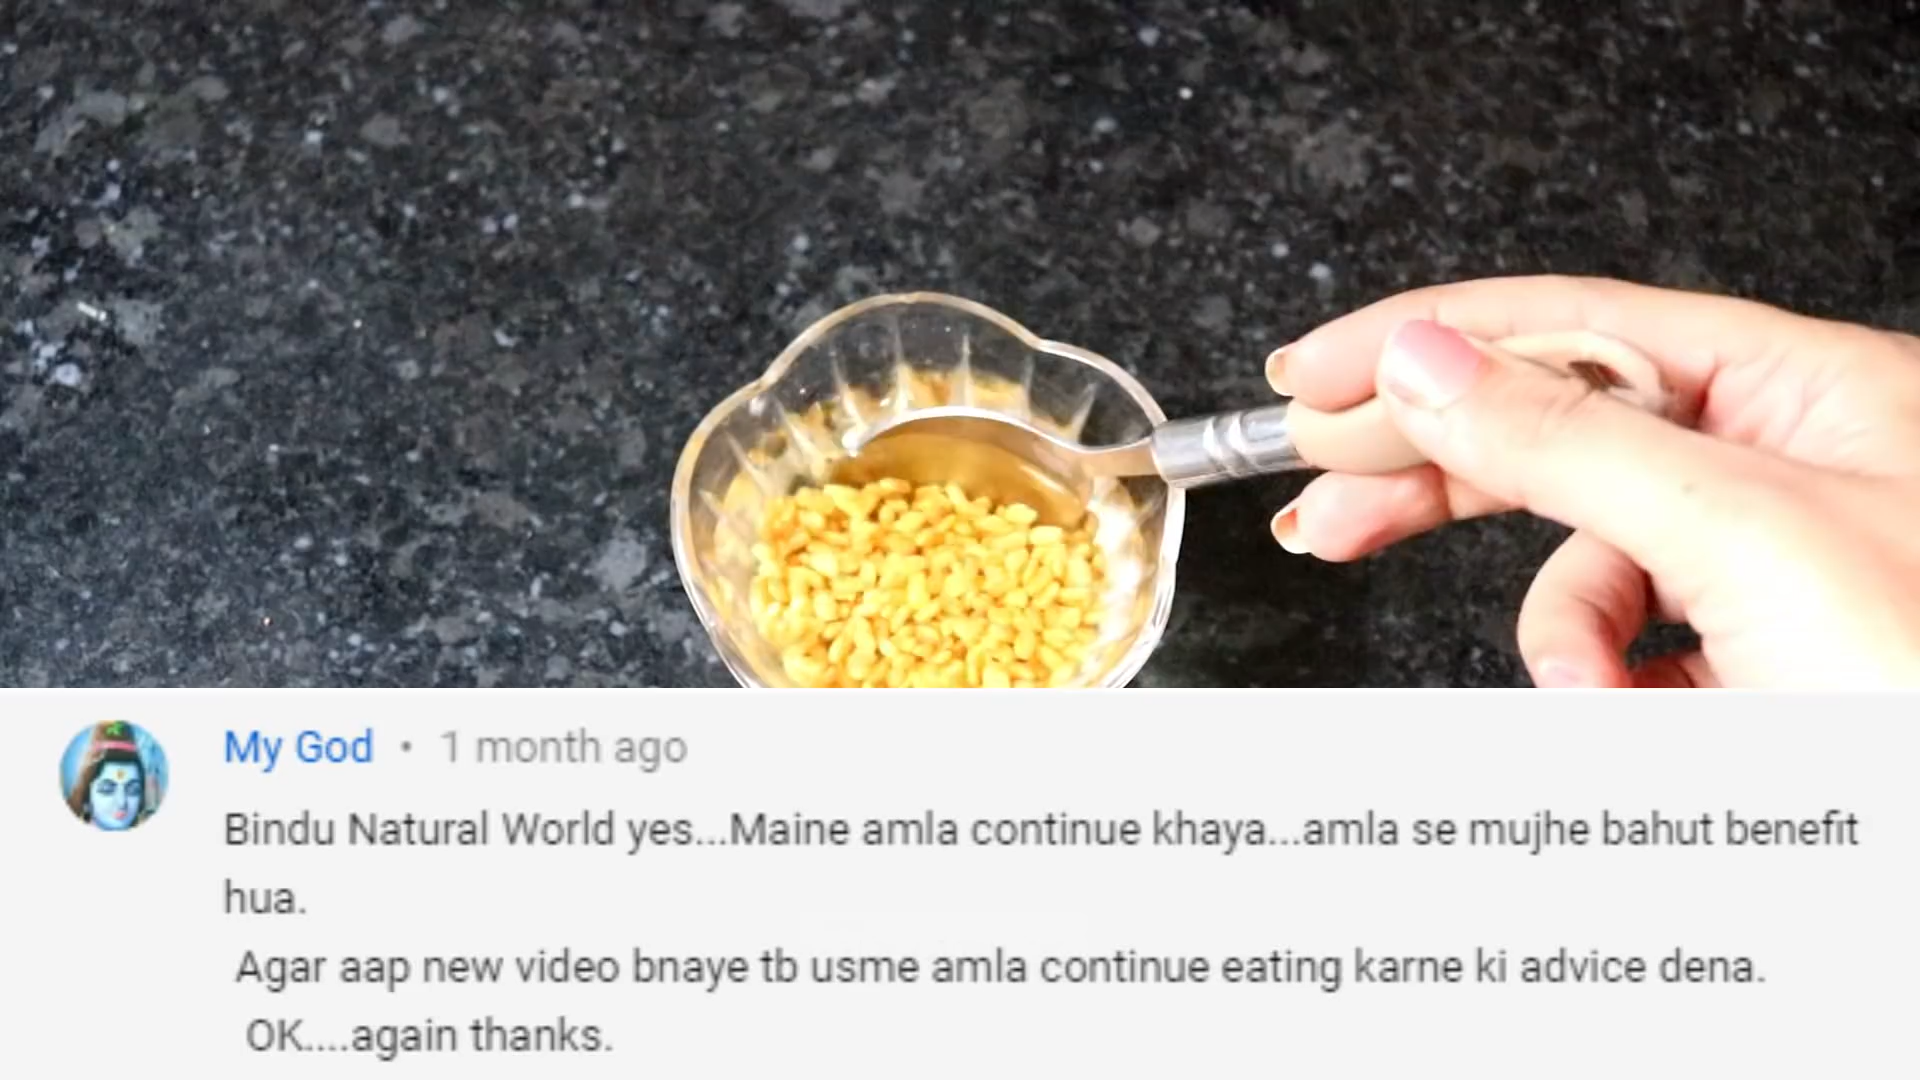 My God • 1 month ago
Bindu Natural World yes...Maine amla continue khaya...amla se mujhe bahut benefit
hua.
Agar aap new video bnaye tb usme amla continue eating karne ki advice dena.
OK....again thanks.